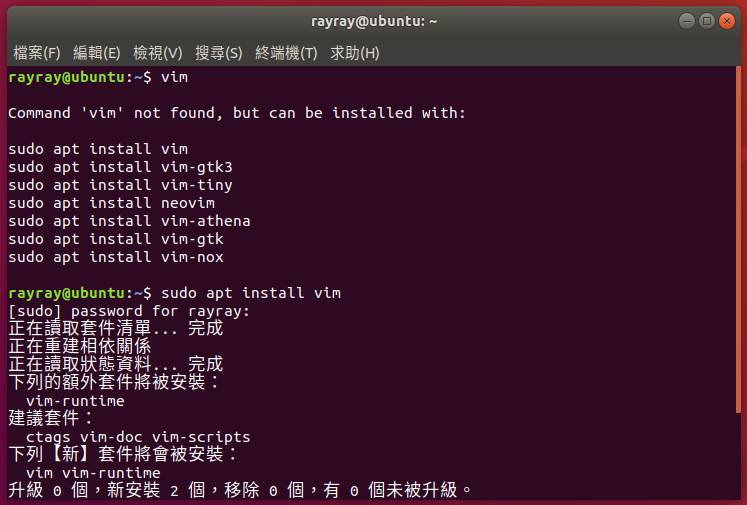 rayray@ubuntu: ~
檔案(F) 編輯(E) 檢視(V) 搜尋(S) 終端機(T) 求助(H)
rayray@ubuntu:~$ vim
Command 'vim' not found, but can be installed with:
sudo apt install vim
sudo apt install vim-gtk3
sudo apt install vim-tiny
sudo apt install neovim
sudo apt install vim-athena
sudo apt install vim-gtk
sudo apt install vim-nox
rayray@ubuntu:~$ sudo apt install vim
[sudo] password for rayray:
正在讀取套件清單... 完成
正在重建相依關係
正在讀取狀態資料... 完成
下列的額外套件將被安裝：
vim-runtime
建議套件：
ctags vim-doc vim-scripts
下列【新】套件將會被安裝：
vim vim-runtime
升級 0 個，新安裝 2 個，移除 0 個，有 0 個未被升級。